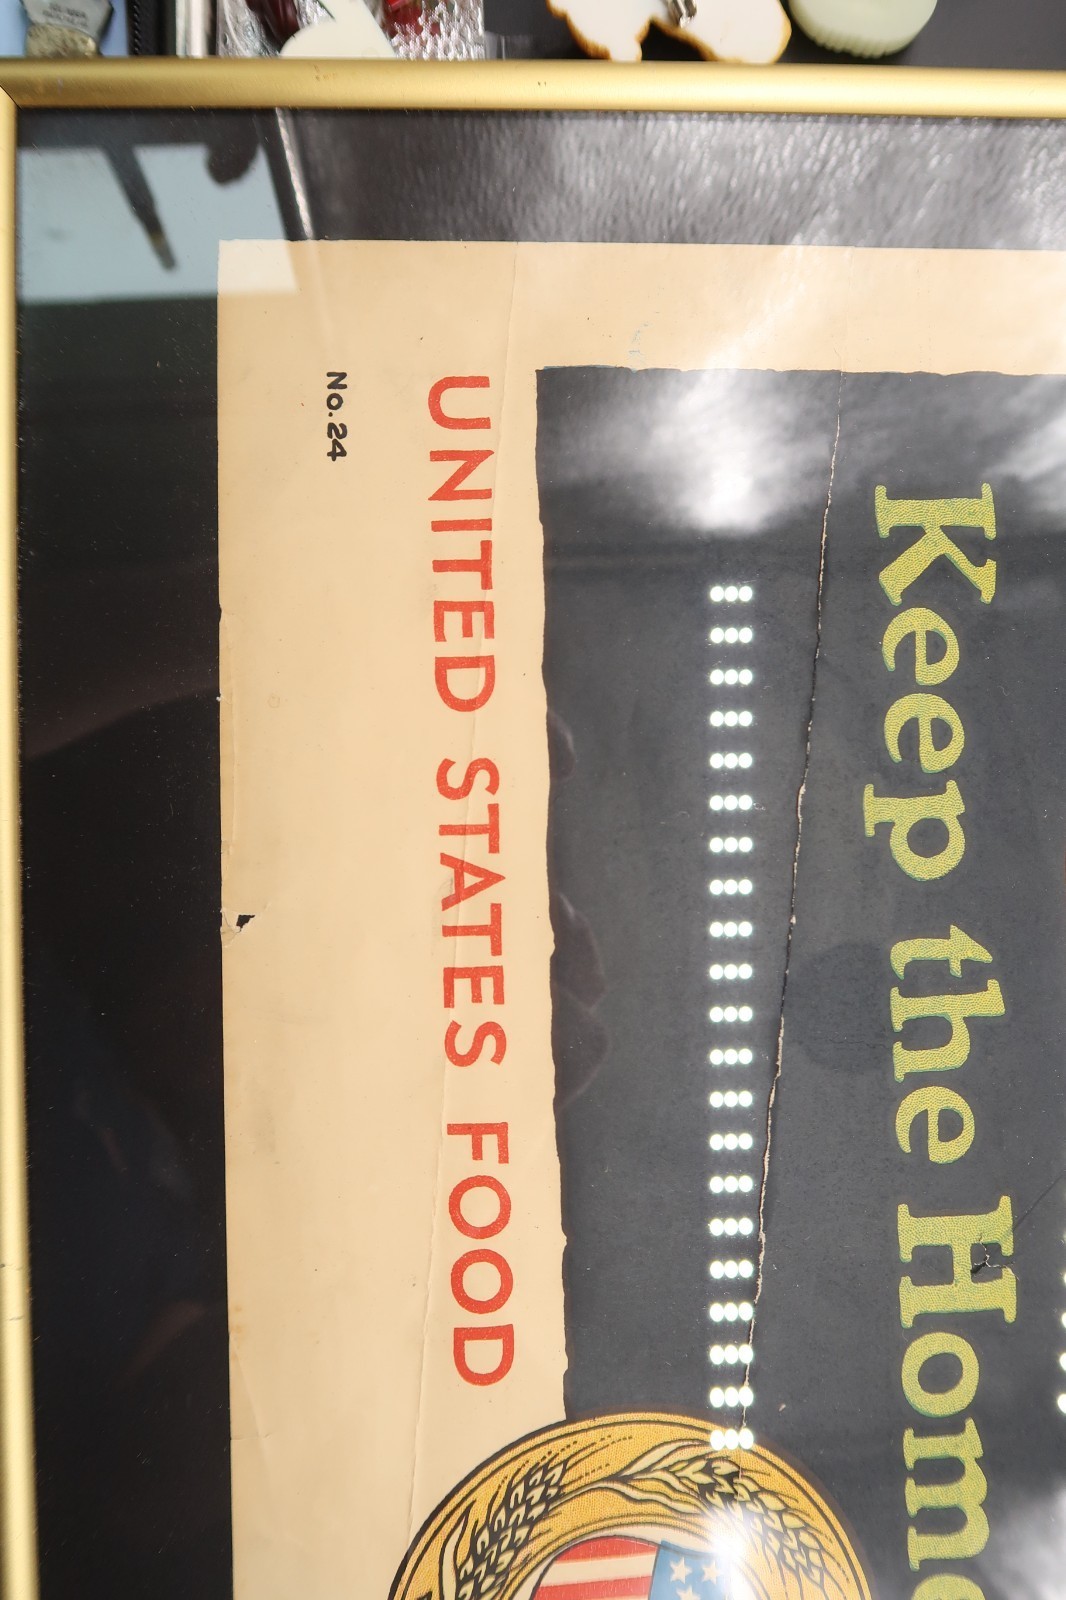 Keep the Home
UNITED STATES FOOD
No. 24